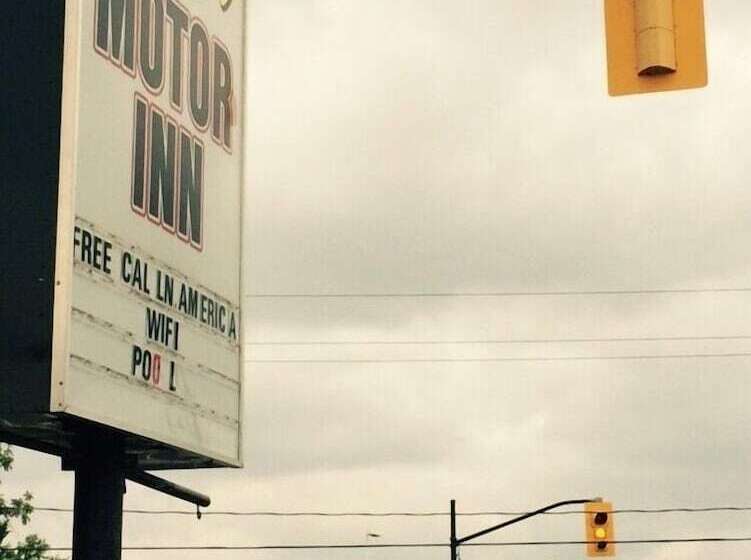 MOTOR
INN
FREE CAL LN AMERICA
WIFI
POOL